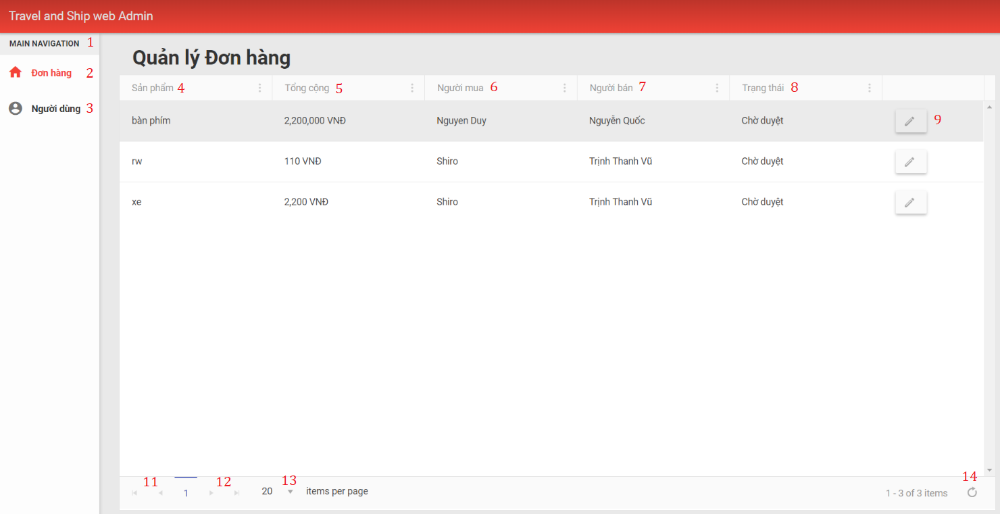 Travel and Ship web Admin
MAIN NAVIGATION 1
Đơn hàng 2
Người dùng 3
Quản lý Đơn hàng
Sản phẩm 4 Tổng cộng 5 Người mua 6 Người bán 7 Trạng thái 8
bàn phím 2,200,000 VNĐ Nguyen Duy Nguyễn Quốc Chờ duyệt 9
rw 110 VNĐ Shiro Trịnh Thanh Vũ Chờ duyệt
xe 2,200 VNĐ Shiro Trịnh Thanh Vũ Chờ duyệt
11 12 13 14
1 20 items per page 1 - 3 of 3 items